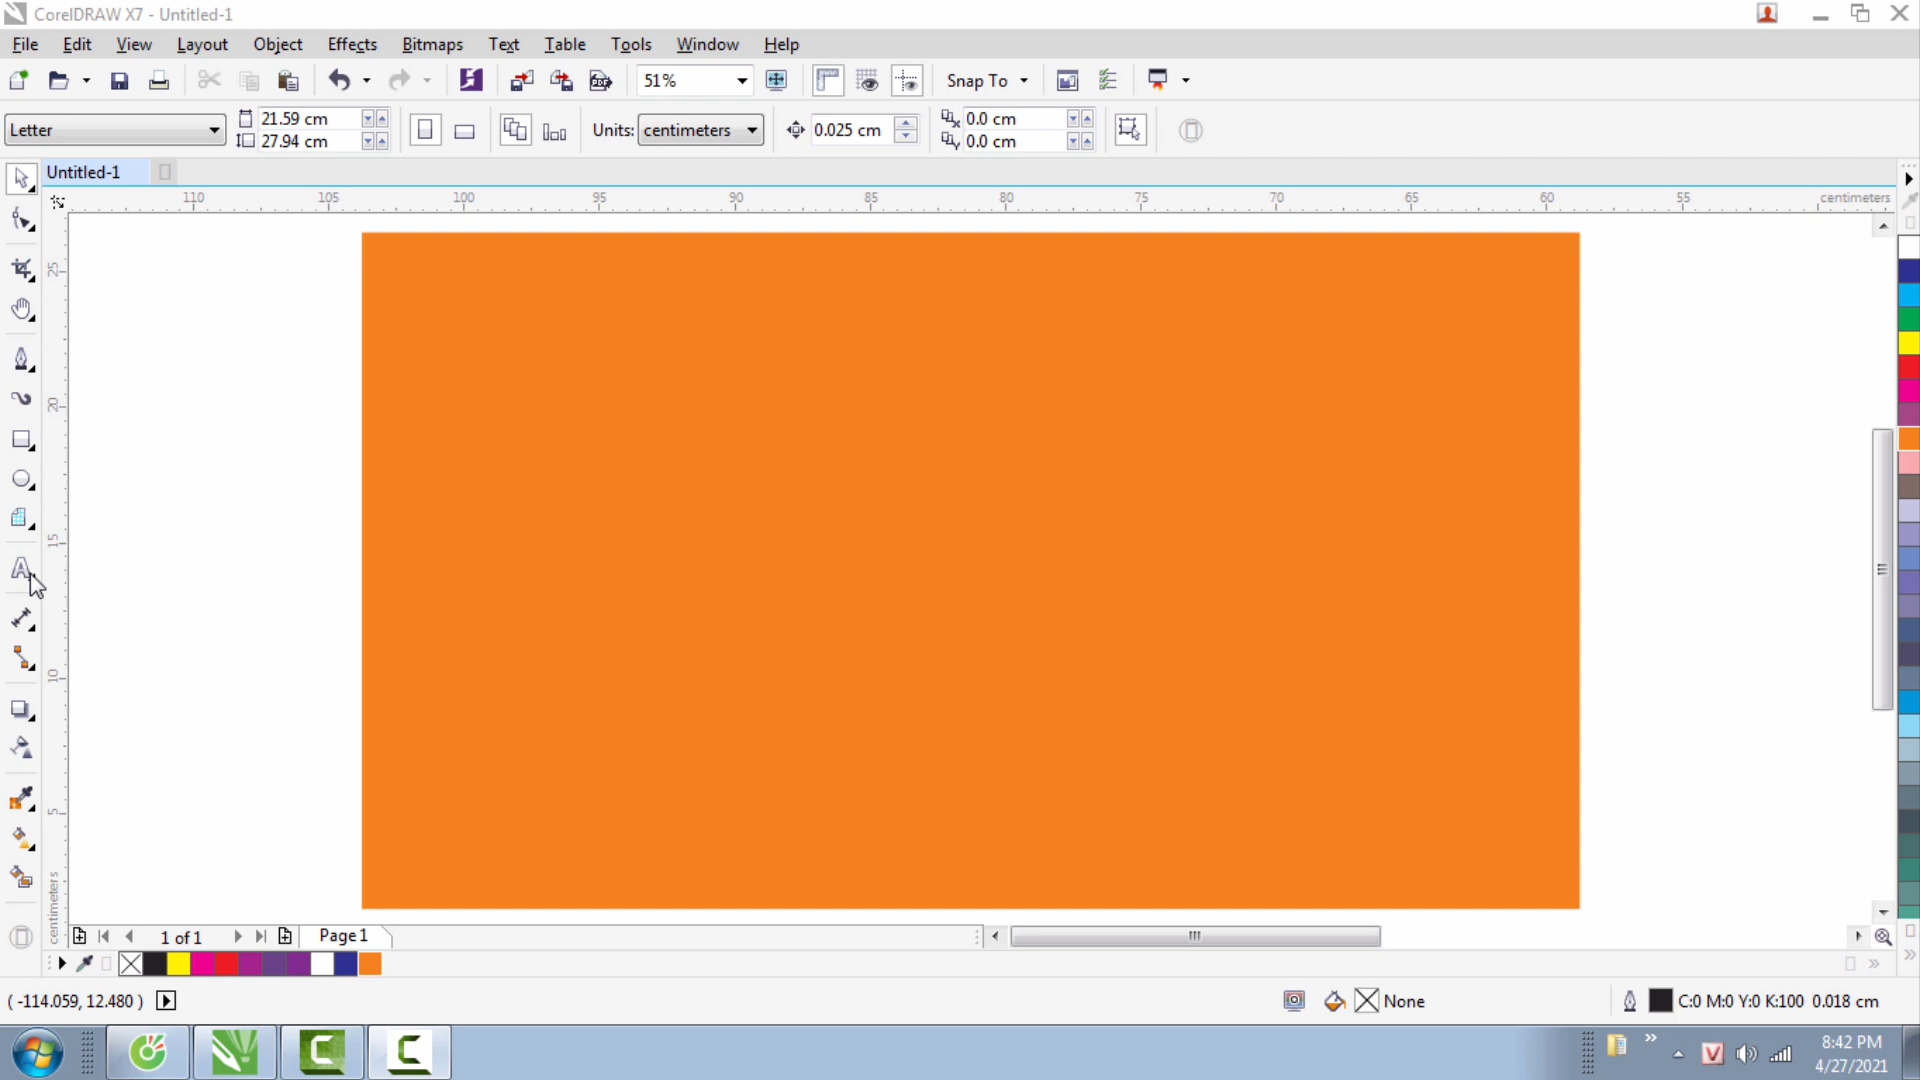 CorelDRAW X7 - Untitled-1
File Edit View Layout Object Effects Bitmaps Text Table Tools Window Help
PDF 51% Snap To
Letter 21.59 cm Units: centimeters 0.025 cm 0.0 cm
27.94 cm 0.0 cm
Untitled-1
110 105 100 95 90 85 80 75 70 65 60 55 centimeters
25
20
15
10
5
centimeters
1 of 1 Page 1
( -114.059, 12.480 ) None C:0 M:0 Y:0 K:100 0.018 cm
8:42 PM
4/27/2021